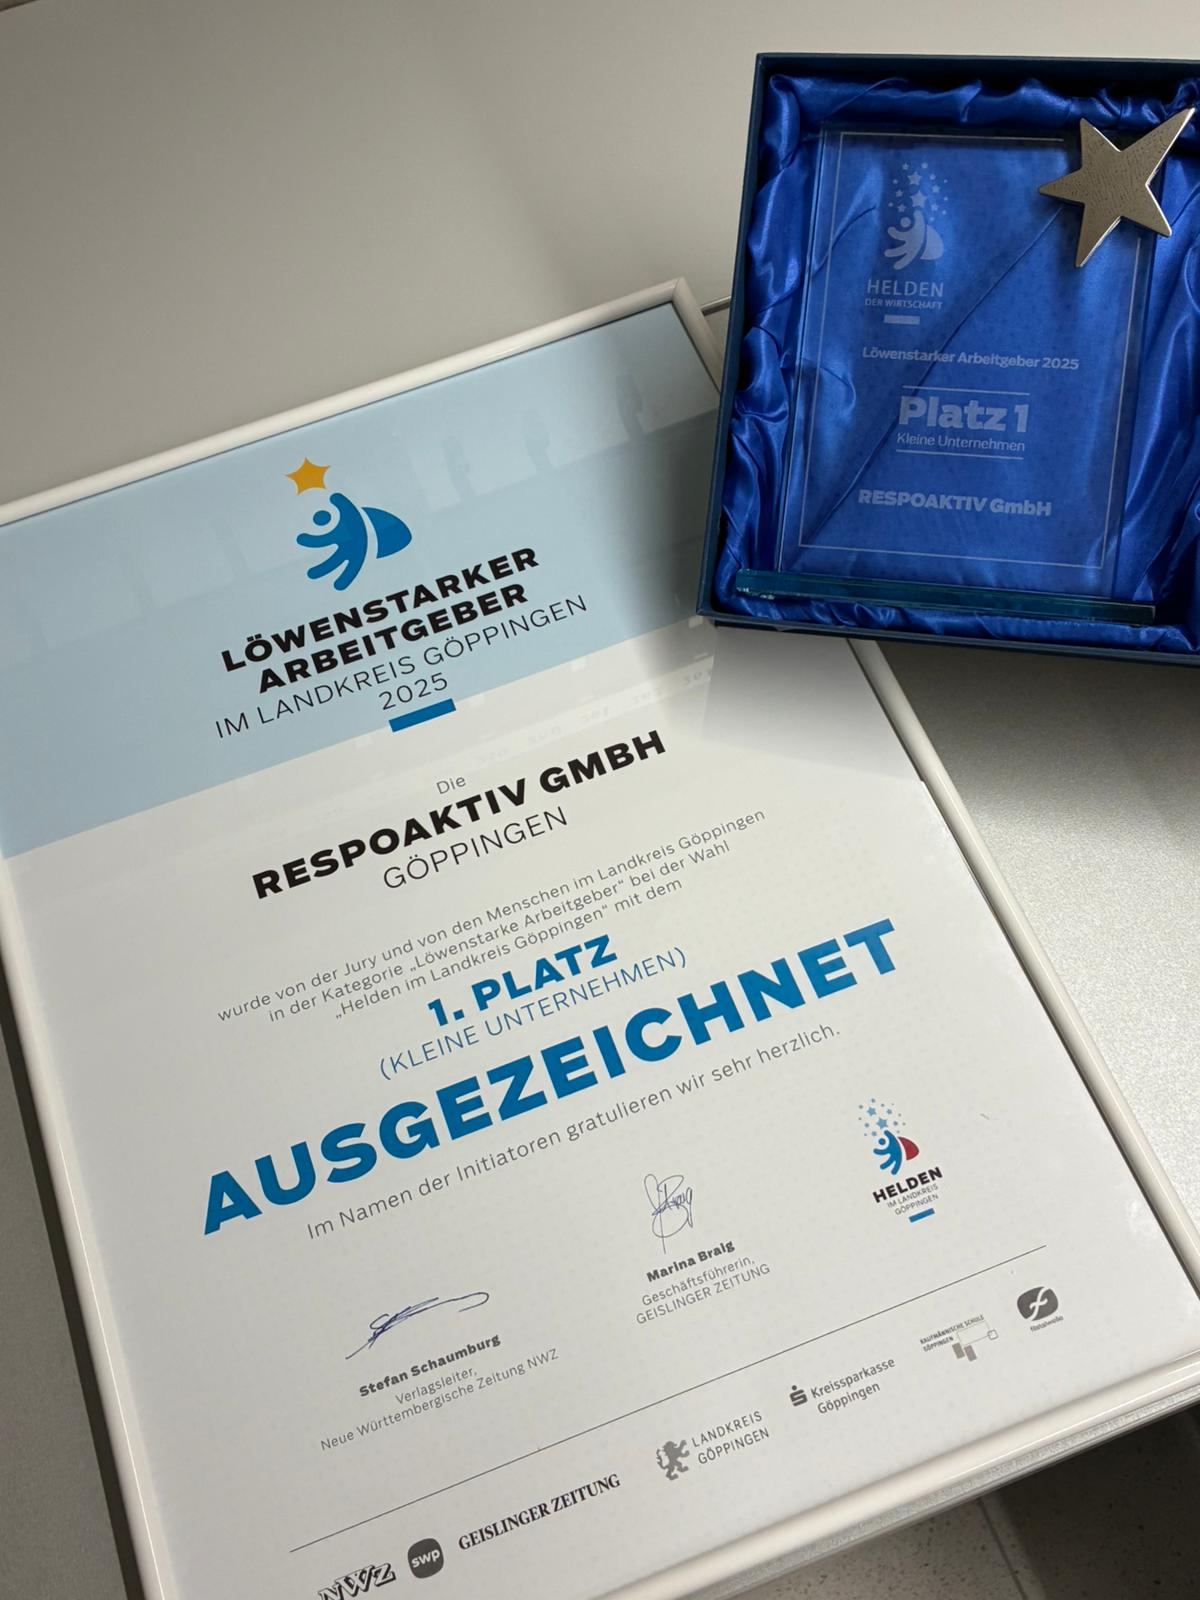 HELDEN
DER WIRTSCHAFT
Löwenstarker Arbeitgeber 2025
Platz 1
Kleine Unternehmen
RESPOAKTIV GmbH
LÖWENSTARKER
ARBEITGEBER
IM LANDKREIS GÖPPINGEN
2025
Die
RESPOAKTIV GMBH
GÖPPINGEN
wurde von der Jury und von den Menschen im Landkreis Göppingen
in der Kategorie „Löwenstarke Arbeitgeber“ bei der Wahl
„Helden im Landkreis Göppingen“ mit dem
1. PLATZ
(KLEINE UNTERNEHMEN)
AUSGEZEICHNET
Im Namen der Initiatoren gratulieren wir sehr herzlich.
HELDEN
IM LANDKREIS
GÖPPINGEN
Marina Braig
Geschäftsführerin,
GEISLINGER ZEITUNG
Stefan Schaumburg
Verlagsleiter,
Neue Württembergische Zeitung NWZ
NWZ
swp
GEISLINGER ZEITUNG
LANDKREIS
GÖPPINGEN
Kreissparkasse
Göppingen
KAUFMÄNNISCHE SCHULE
GÖPPINGEN
filstalwelle